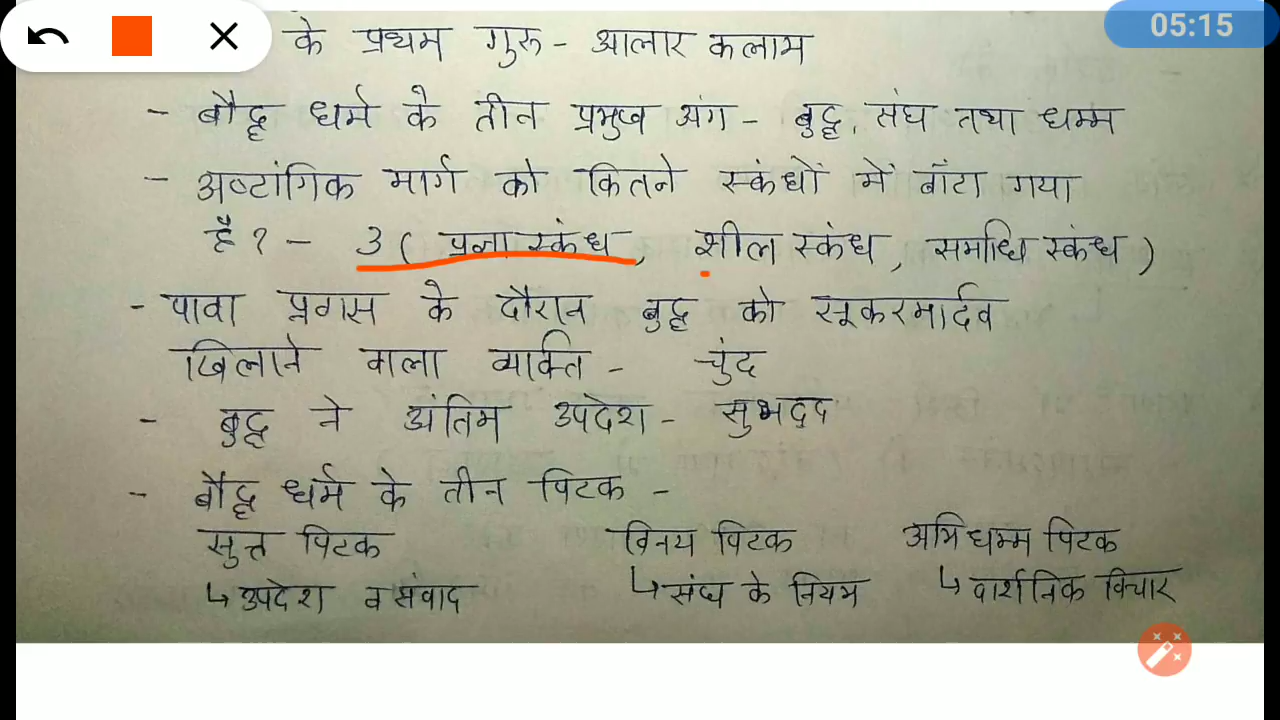 05:15
के प्रथम गुरु - आलार कलाम
- बौद्ध धर्म के तीन प्रमुख अंग - बुद्ध, संघ तथा धम्म
- अष्टांगिक मार्ग को कितने स्कंधों में बाँटा गया
है? - 3 ( प्रज्ञा स्कंध, शील स्कंध, समाधि स्कंध )
- पावा प्रवास के दौरान बुद्ध को सूकरमार्दव
खिलाने वाला व्यक्ति - चुंद
- बुद्ध ने अंतिम उपदेश - सुभद्द
- बौद्ध धर्म के तीन पिटक -
सुत्त पिटक विनय पिटक अभिधम्म पिटक
↳ उपदेश व संवाद ↳ संघ के नियम ↳ दार्शनिक विचार